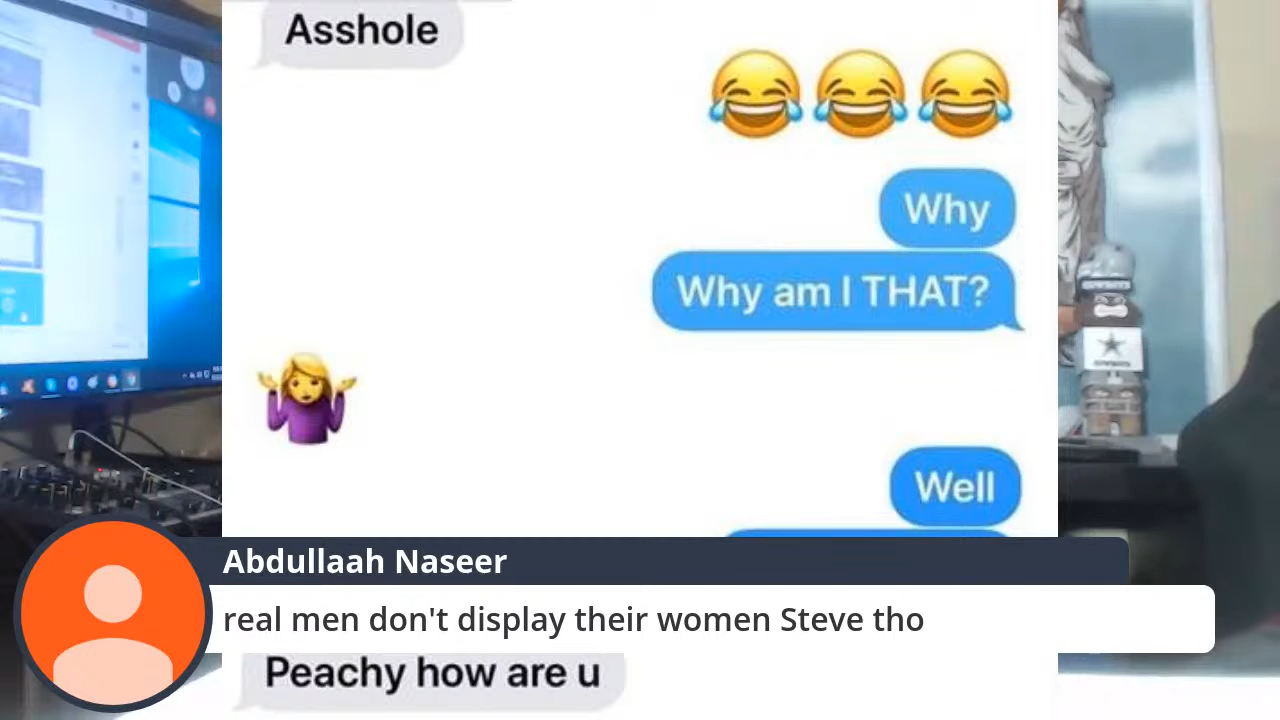 Asshole
Why
Why am I THAT?
Well
Abdullaah Naseer
real men don't display their women Steve tho
Peachy how are u